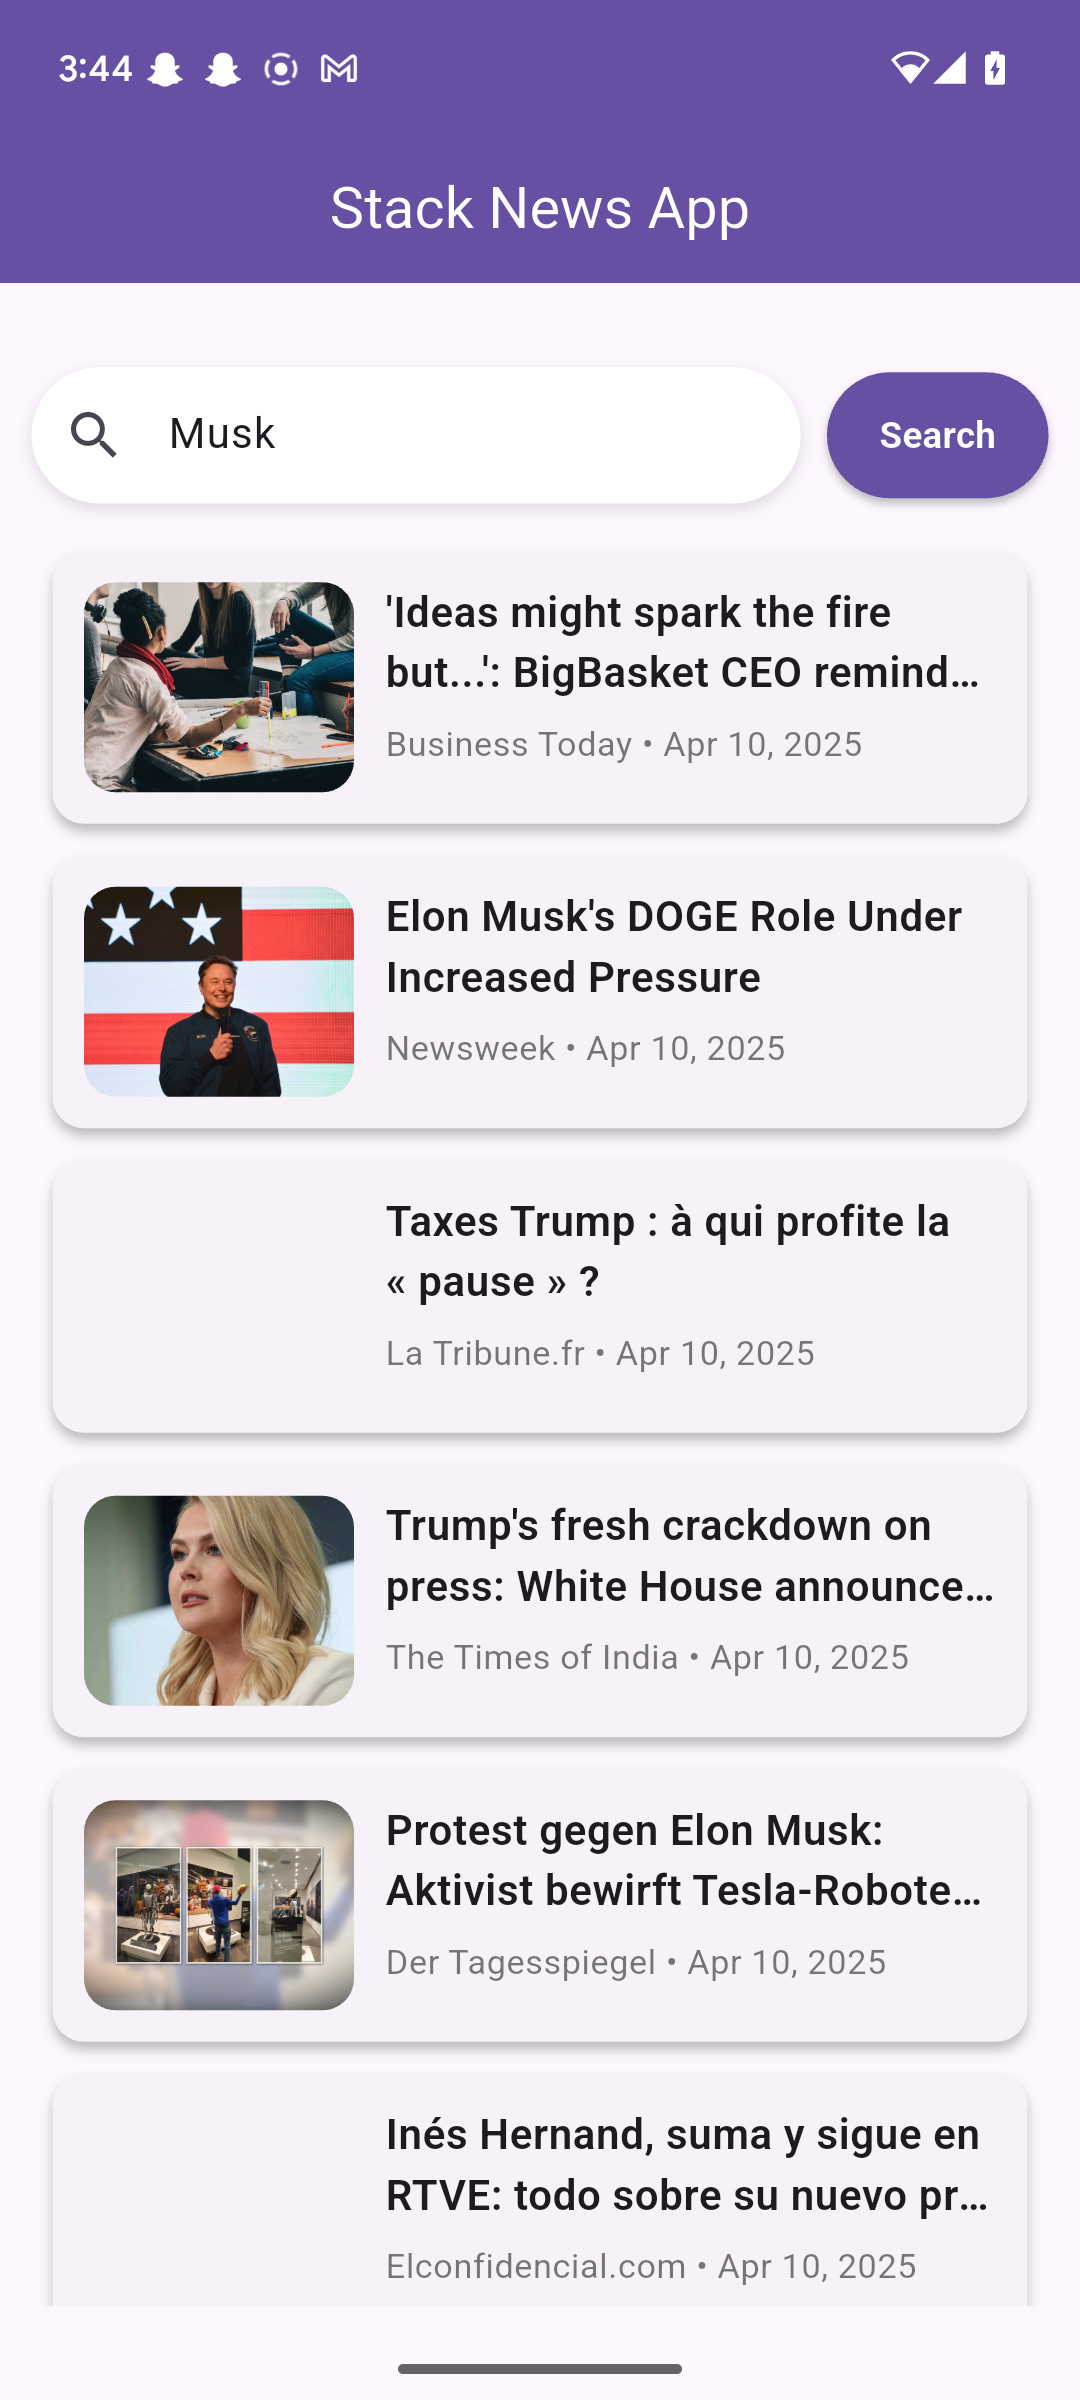 3:44
Stack News App
Musk
Search
'Ideas might spark the fire
but...': BigBasket CEO remind…
Business Today • Apr 10, 2025
Elon Musk's DOGE Role Under
Increased Pressure
Newsweek • Apr 10, 2025
Taxes Trump : à qui profite la
« pause » ?
La Tribune.fr • Apr 10, 2025
Trump's fresh crackdown on
press: White House announce…
The Times of India • Apr 10, 2025
Protest gegen Elon Musk:
Aktivist bewirft Tesla-Robote…
Der Tagesspiegel • Apr 10, 2025
Inés Hernand, suma y sigue en
RTVE: todo sobre su nuevo pr…
Elconfidencial.com • Apr 10, 2025